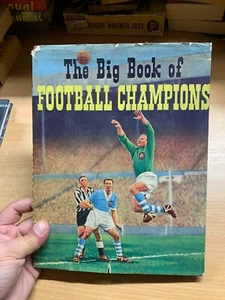 The Big Book of
FOOTBALL CHAMPIONS